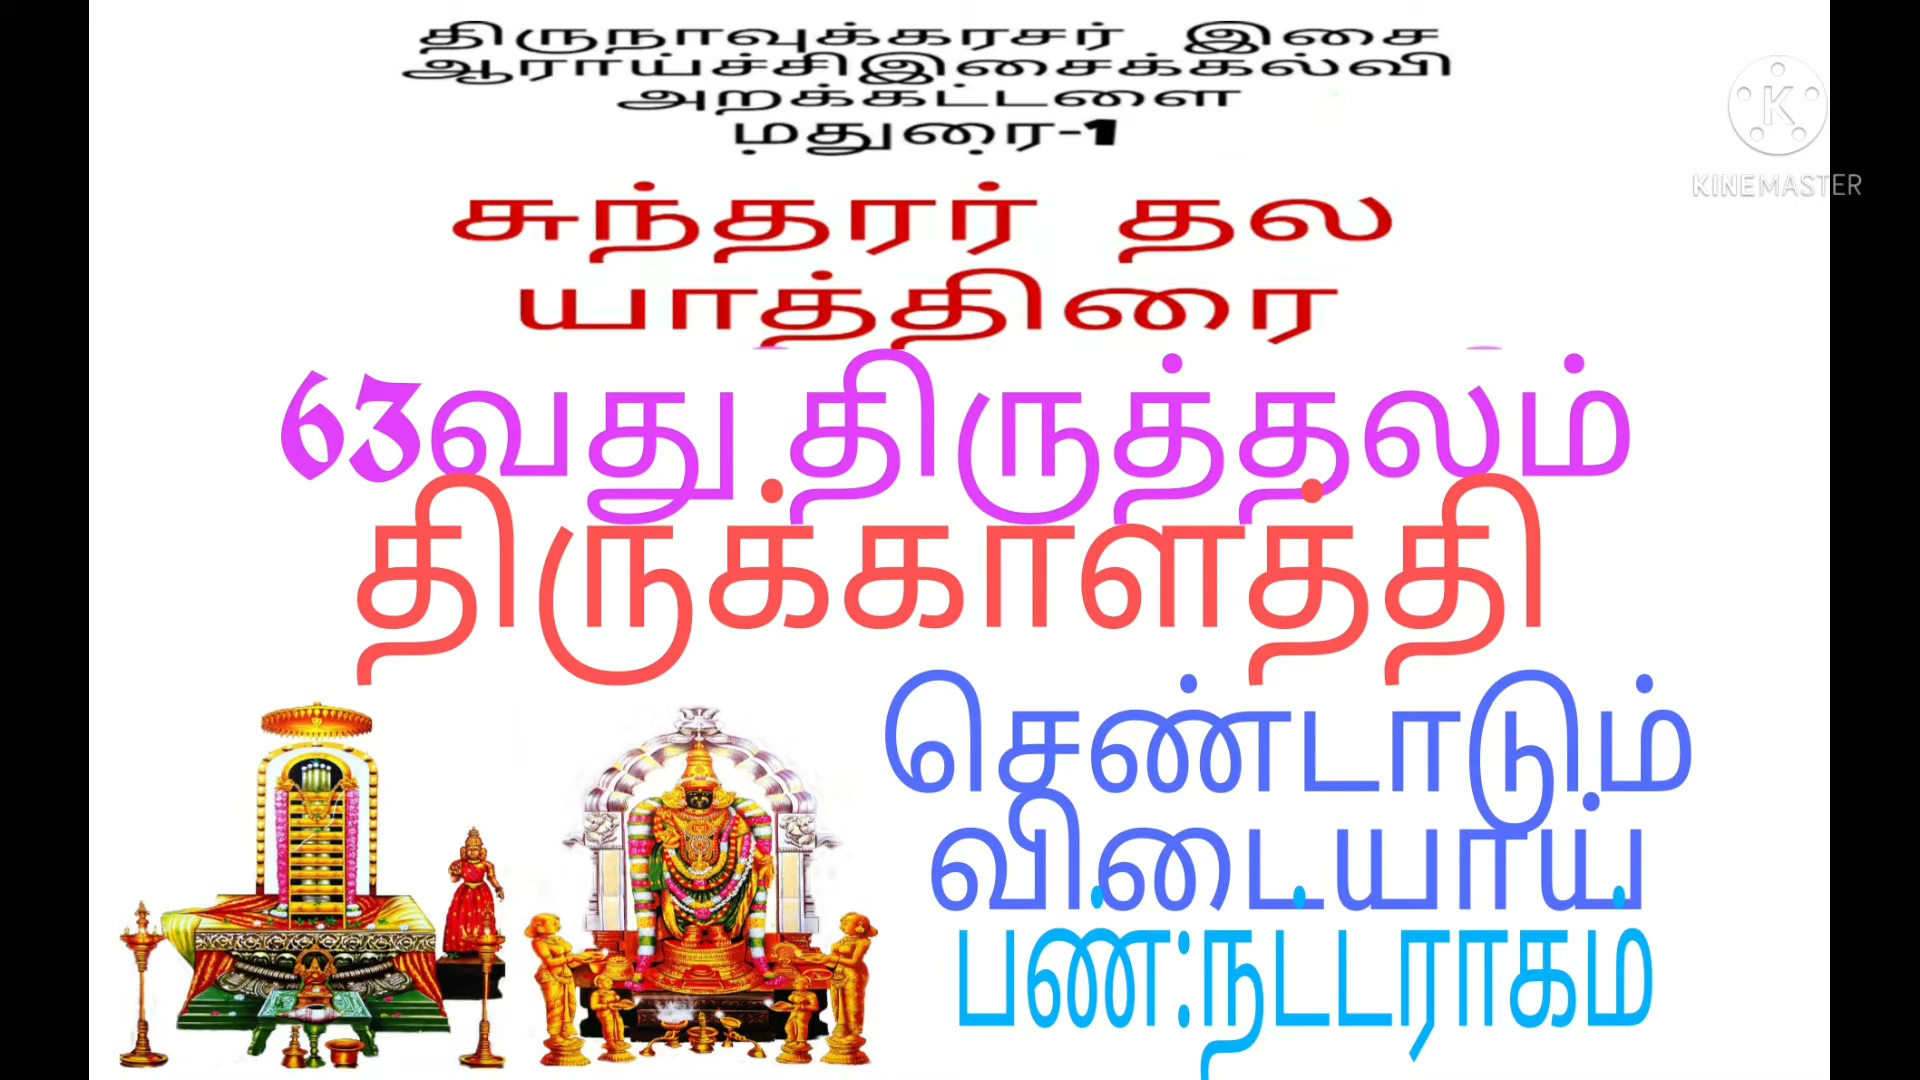 திருநாவுக்கரசர் இசை
ஆராய்ச்சிஇசைக்கல்வி
அறக்கட்டளை
மதுரை-1
KINEMASTER
சுந்தரர் தல
யாத்திரை
63வது திருத்தலம்
திருக்காளத்தி
செண்டாடும்
விடையாய்
பண்:நட்டராகம்